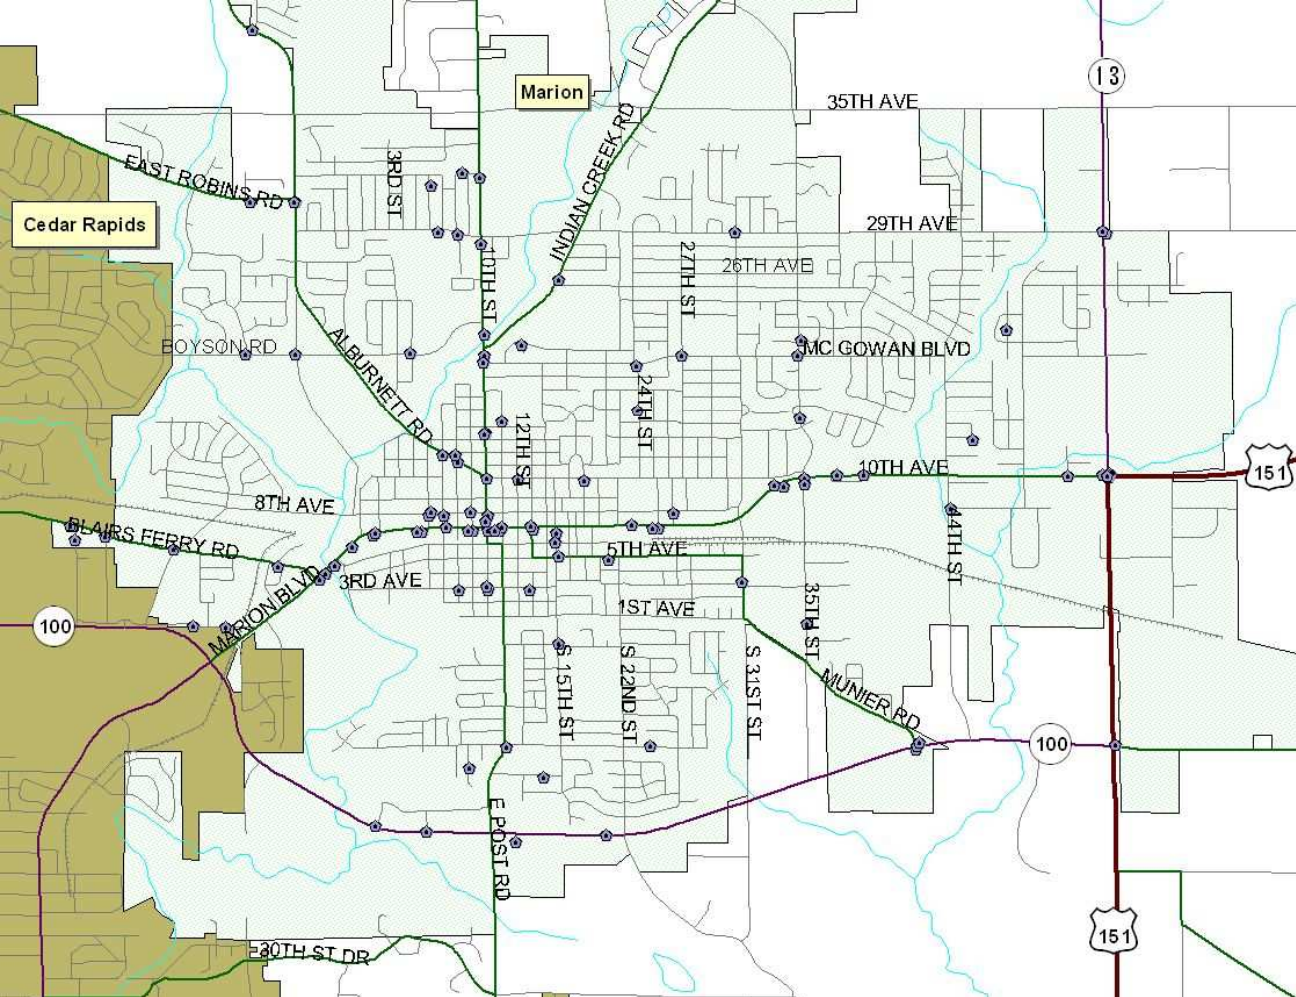 13
Marion
35TH AVE
EAST ROBINS RD
3RD ST
INDIAN CREEK RD
Cedar Rapids
29TH AVE
10TH ST
27TH ST
26TH AVE
BOYSON RD
ALBURNETT RD
MC GOWAN BLVD
24TH ST
12TH ST
10TH AVE
151
8TH AVE
BLAIRS FERRY RD
44TH ST
5TH AVE
3RD AVE
MARION BLVD
1ST AVE
35TH ST
100
S 15TH ST
S 22ND ST
S 31ST ST
MUNIER RD
100
E POST RD
151
30TH ST DR